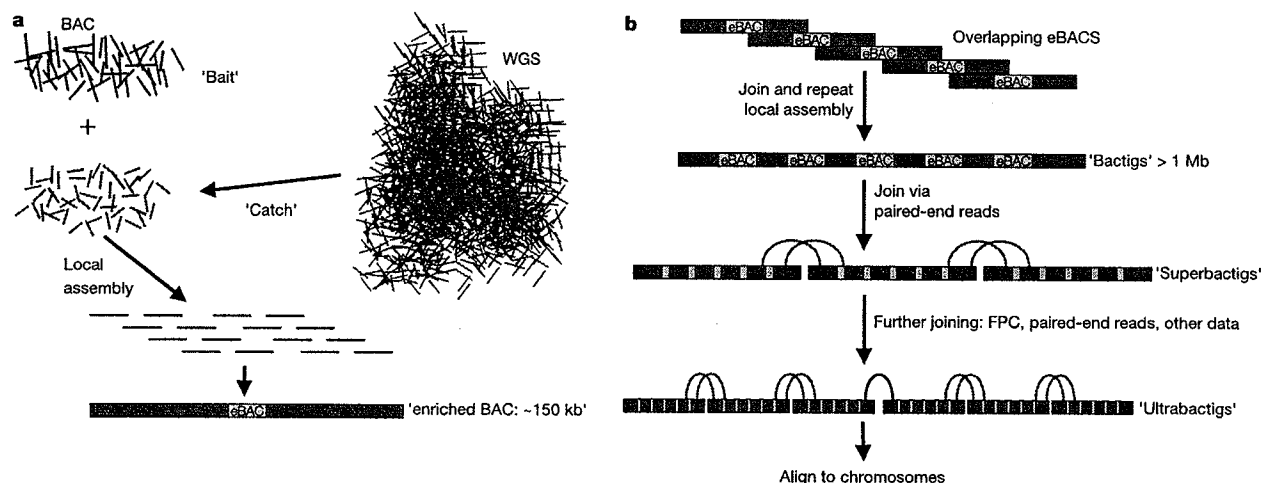 a
BAC
'Bait'
+
WGS
'Catch'
Local
assembly
eBAC
'enriched BAC: ~150 kb'
b
eBAC
eBAC
eBAC
eBAC
eBAC
Overlapping eBACS
Join and repeat
local assembly
eBAC eBAC eBAC eBAC eBAC 'Bactigs' > 1 Mb
Join via
paired-end reads
'Superbactigs'
Further joining: FPC, paired-end reads, other data
'Ultrabactigs'
Align to chromosomes